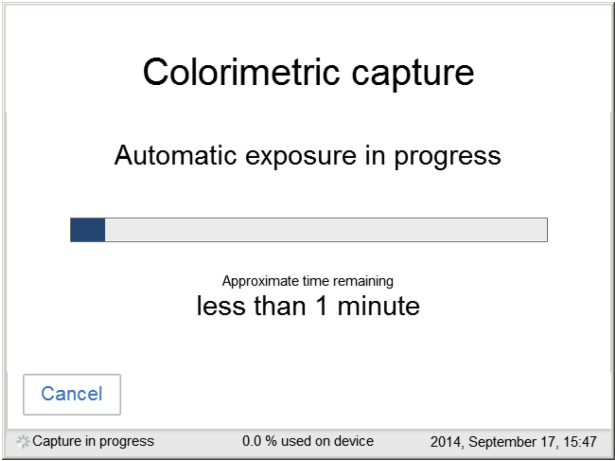 Colorimetric capture
Automatic exposure in progress
Approximate time remaining
less than 1 minute
Cancel
Capture in progress 0.0 % used on device 2014, September 17, 15:47